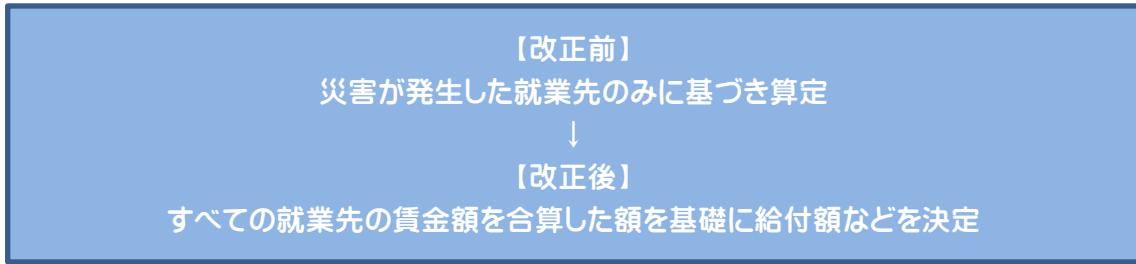 【改正前】
災害が発生した就業先のみに基づき算定
↓
【改正後】
すべての就業先の賃金額を合算した額を基礎に給付額などを決定